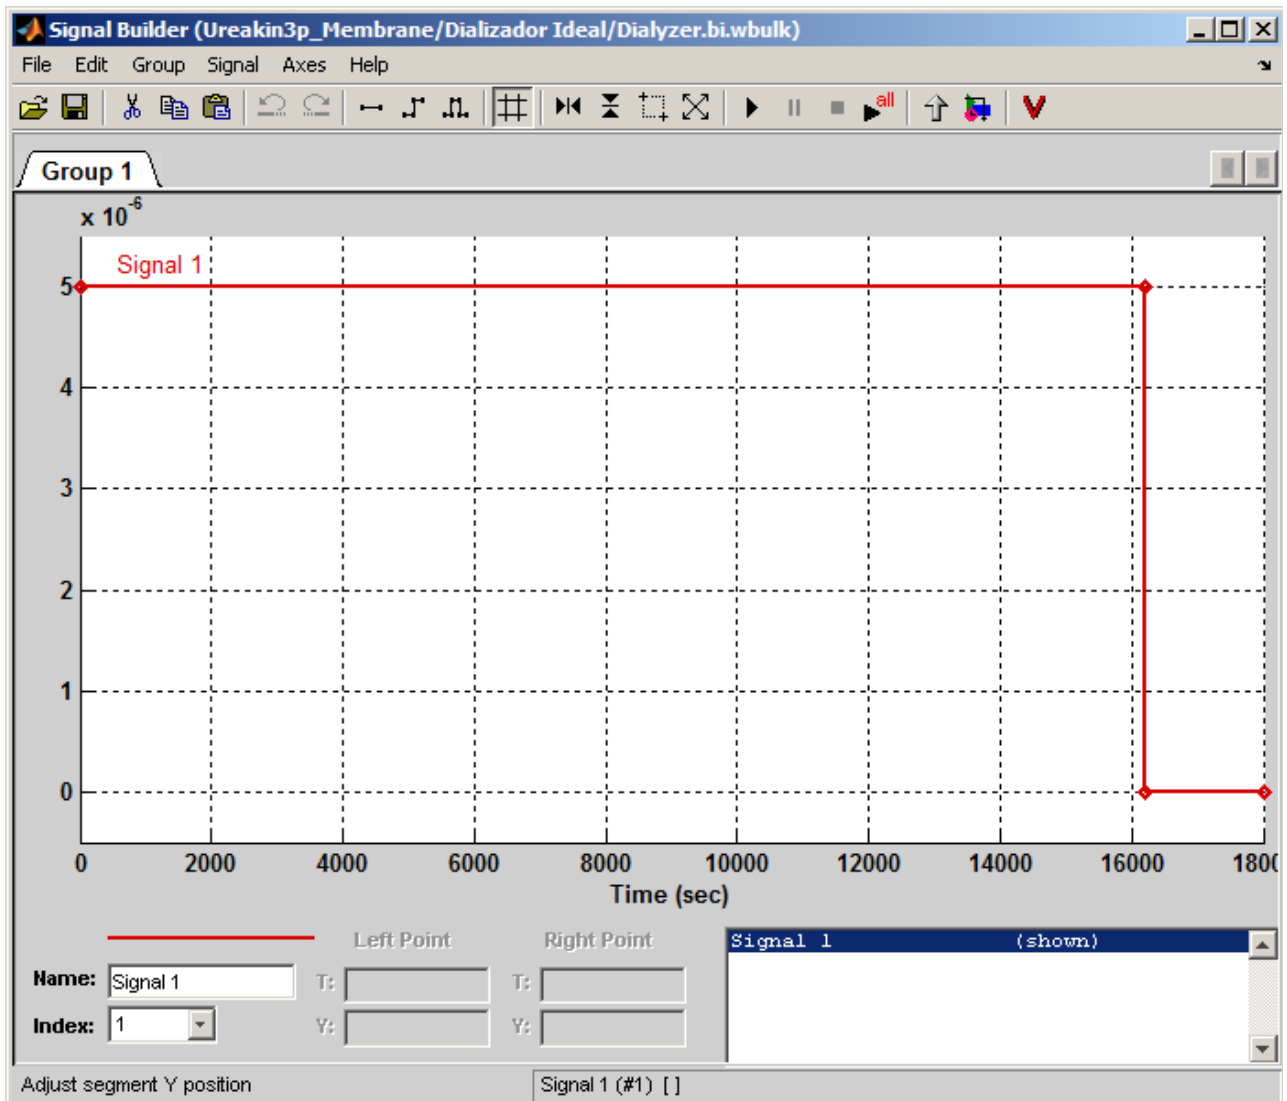 Signal Builder (Ureakin3p_Membrane/Dializador Ideal/Dialyzer.bi.wbulk)
File Edit Group Signal Axes Help
all
Group 1
x 10-6
Signal 1
5
4
3
2
1
0
0 2000 4000 6000 8000 10000 12000 14000 16000 1800
Time (sec)
Left Point Right Point
Signal 1 (shown)
Name: Signal 1 T: T:
Index: 1 Y: Y:
Adjust segment Y position Signal 1 (#1) [ ]